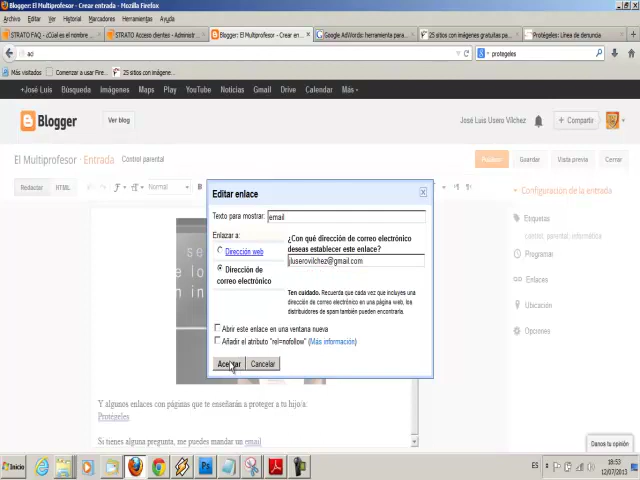 Blogger: El Multiprofesor - Crear entrada - Mozilla Firefox
Archivo Editar Ver Historial Marcadores Herramientas Ayuda
STRATO FAQ - ¿Cuál es el nombre ... STRATO Acceso clientes - Administr... Blogger: El Multiprofesor - Crear e... Google AdWords: herramienta para... 25 sitios con imágenes gratuitas pa... Protégeles: Línea de denuncia
protegeles
Más visitados Comenzar a usar Fire... 25 sitios con imágene...
+José Luis Búsqueda Imágenes Maps Play YouTube Noticias Gmail Drive Calendar Más
Blogger Ver blog José Luis Usero Vílchez + Compartir
El Multiprofesor · Entrada Control parental Publicar Guardar Vista previa Cerrar
Redactar HTML Normal
Configuración de la entrada
Etiquetas
control, parental, informática
Programar
Enlaces
Ubicación
Opciones
Editar enlace
Texto para mostrar: email
Enlazar a:
Dirección web
Dirección de correo electrónico
¿Con qué dirección de correo electrónico
deseas establecer este enlace?
jluserovilchez@gmail.com
Ten cuidado. Recuerda que cada vez que incluyes una
dirección de correo electrónico en una página web, los
distribuidores de spam también pueden encontrarla.
Abrir este enlace en una ventana nueva
Añadir el atributo "rel=nofollow" (Más información)
Aceptar Cancelar
Y algunos enlaces con páginas que te enseñarán a proteger a tu hijo/a:
Protégeles
Si tienes alguna pregunta, me puedes mandar un email
Danos tu opinión
Inicio ES 18:53
12/07/2013